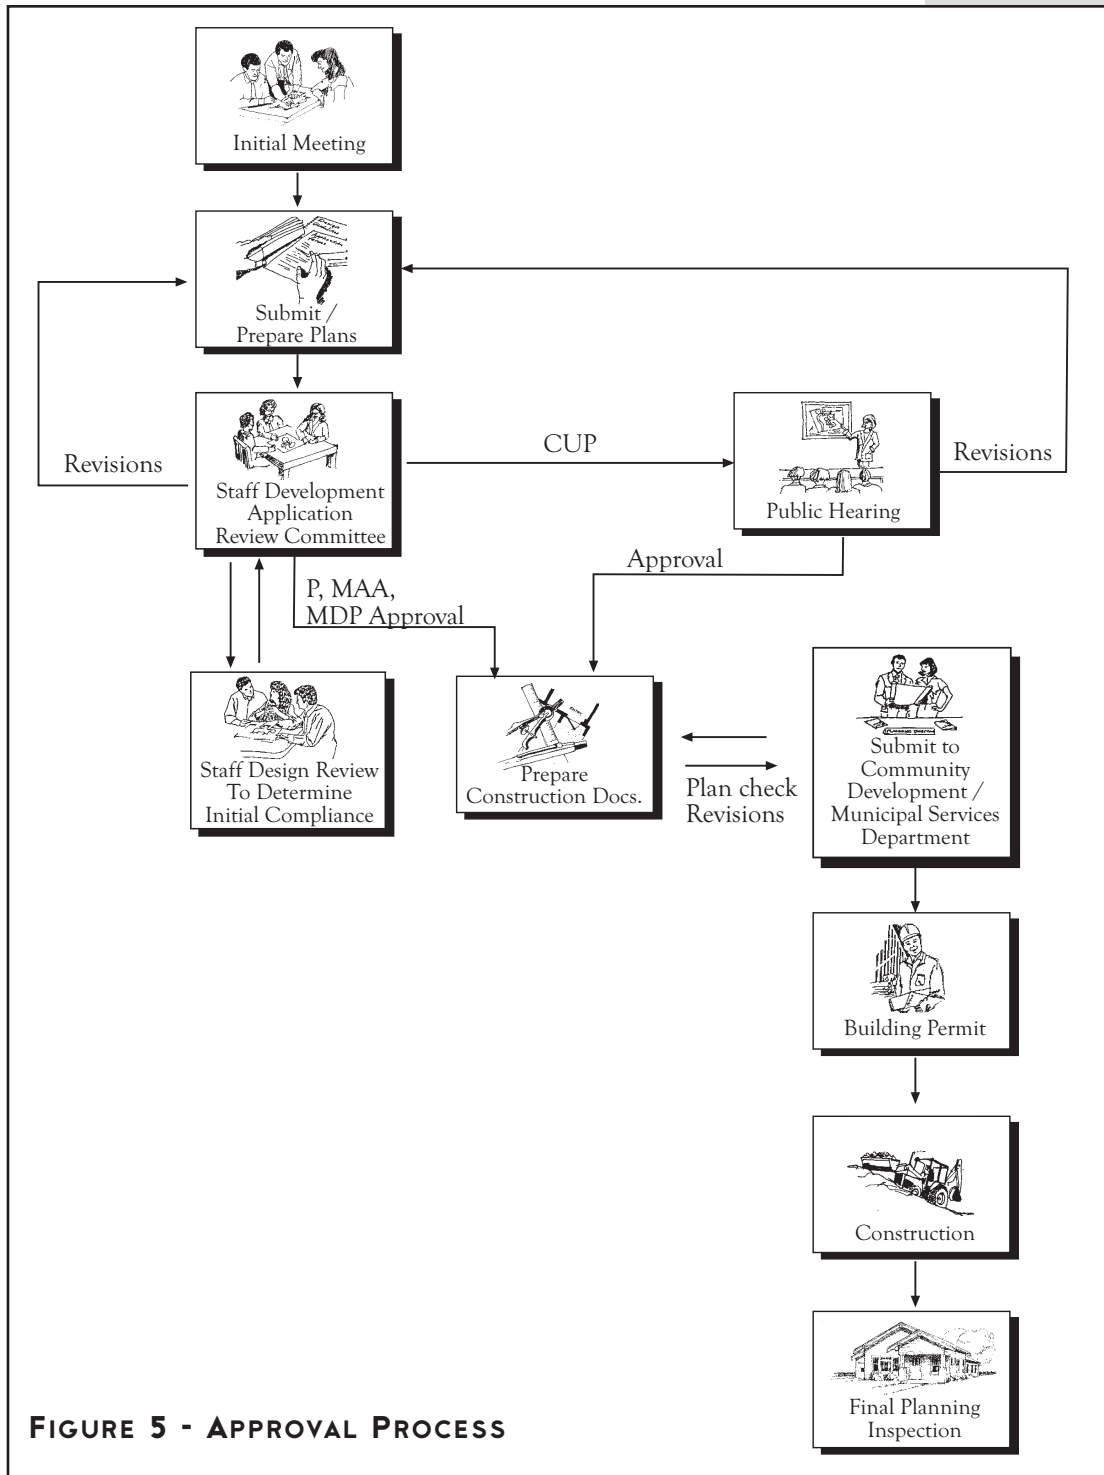 Initial Meeting
Submit /
Prepare Plans
Revisions
Staff Development
Application
Review Committee
CUP
Public Hearing
Revisions
P, MAA,
MDP Approval
Approval
Staff Design Review
To Determine
Initial Compliance
Prepare
Construction Docs.
Plan check
Revisions
Submit to
Community
Development /
Municipal Services
Department
Building Permit
Construction
Final Planning
Inspection
FIGURE 5 - APPROVAL PROCESS